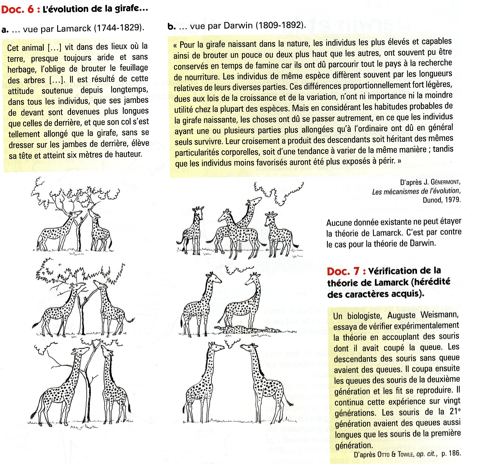 Doc. 6 : L'évolution de la girafe...
a. ... vue par Lamarck (1744-1829).
Cet animal [...] vit dans des lieux où la
terre, presque toujours aride et sans
herbage, l'oblige de brouter le feuillage
des arbres [...]. Il est résulté de cette
attitude soutenue depuis longtemps,
dans tous les individus, que ses jambes
de devant sont devenues plus longues
que celles de derrière, et que son col s'est
tellement allongé que la girafe, sans se
dresser sur les jambes de derrière, élève
sa tête et atteint six mètres de hauteur.
b. ... vue par Darwin (1809-1892).
« Pour la girafe naissant dans la nature, les individus les plus élevés et capables
ainsi de brouter un pouce ou deux plus haut que les autres, ont souvent pu être
conservés en temps de famine car ils ont dû parcourir tout le pays à la recherche
de nourriture. Les individus de même espèce diffèrent souvent par les longueurs
relatives de leurs diverses parties. Ces différences proportionnellement fort légères,
dues aux lois de la croissance et de la variation, n'ont ni importance ni la moindre
utilité chez la plupart des espèces. Mais en considérant les habitudes probables de
la girafe naissante, les choses ont dû se passer autrement, en ce que les individus
ayant une ou plusieurs parties plus allongées qu'à l'ordinaire ont dû en général
seuls survivre. Leur croisement a produit des descendants soit héritant des mêmes
particularités corporelles, soit d'une tendance à varier de la même manière ; tandis
que les individus moins favorisés auront été plus exposés à périr. »
D'après J. GÉNERMONT,
Les mécanismes de l'évolution,
Dunod, 1979.
Aucune donnée existante ne peut étayer
la théorie de Lamarck. C'est par contre
le cas pour la théorie de Darwin.
Doc. 7 : Vérification de la
théorie de Lamarck (hérédité
des caractères acquis).
Un biologiste, Auguste Weismann,
essaya de vérifier expérimentalement
la théorie en accouplant des souris
dont il avait coupé la queue. Les
descendants des souris sans queue
avaient des queues. Il coupa ensuite
les queues des souris de la deuxième
génération et les fit se reproduire. Il
continua cette expérience sur vingt
générations. Les souris de la 21e
génération avaient des queues aussi
longues que les souris de la première
génération.
D'après OTTO & TOWLE, op. cit., p. 186.